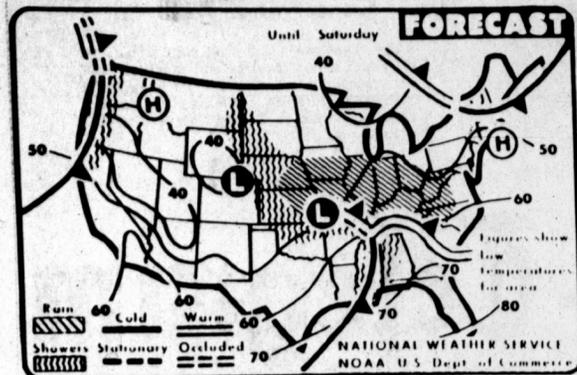 FORECAST
Until Saturday
40
H
50
40
L
40
L
H
50
60
Figures show
low
temperatures
for area
70
80
60
60
60
70
70
Rain
Cold
Warm
Showers
Stationary
Occluded
NATIONAL WEATHER SERVICE
NOAA U S Dept of Commerce